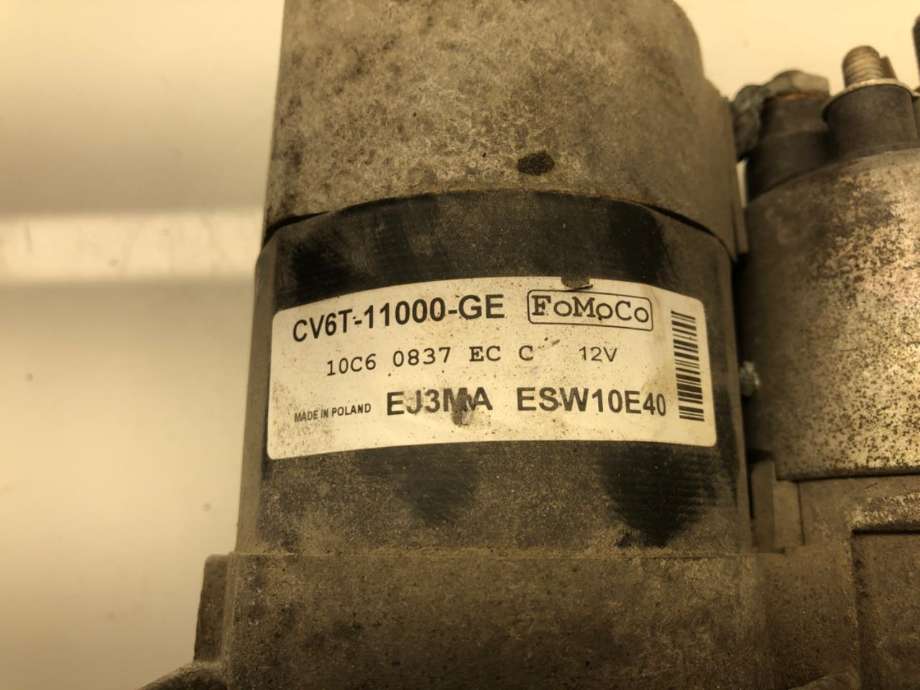 CV6T-11000-GE FoMoCo
10C6 0837 EC C 12V
MADE IN POLAND EJ3MA ESW10E40